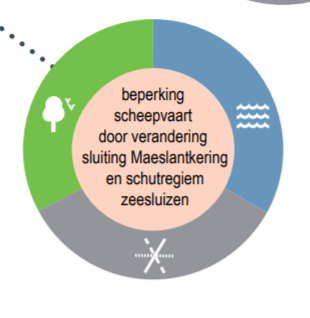 beperking
scheepvaart
door verandering
sluiting Maeslantkering
en schutregiem
zeesluizen